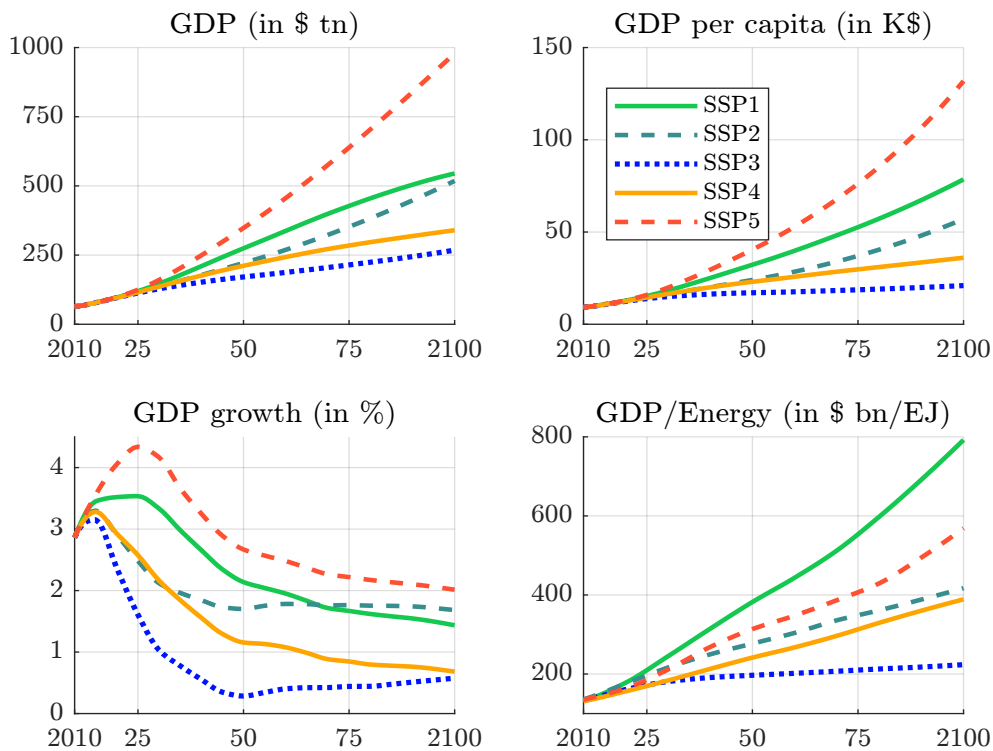 GDP (in $ tn)
1000
750
500
250
0
2010 25 50 75 2100
GDP per capita (in K$)
150
100
50
0
SSP1
SSP2
SSP3
SSP4
SSP5
2010 25 50 75 2100
GDP growth (in %)
4
3
2
1
0
2010 25 50 75 2100
GDP/Energy (in $ bn/EJ)
800
600
400
200
2010 25 50 75 2100